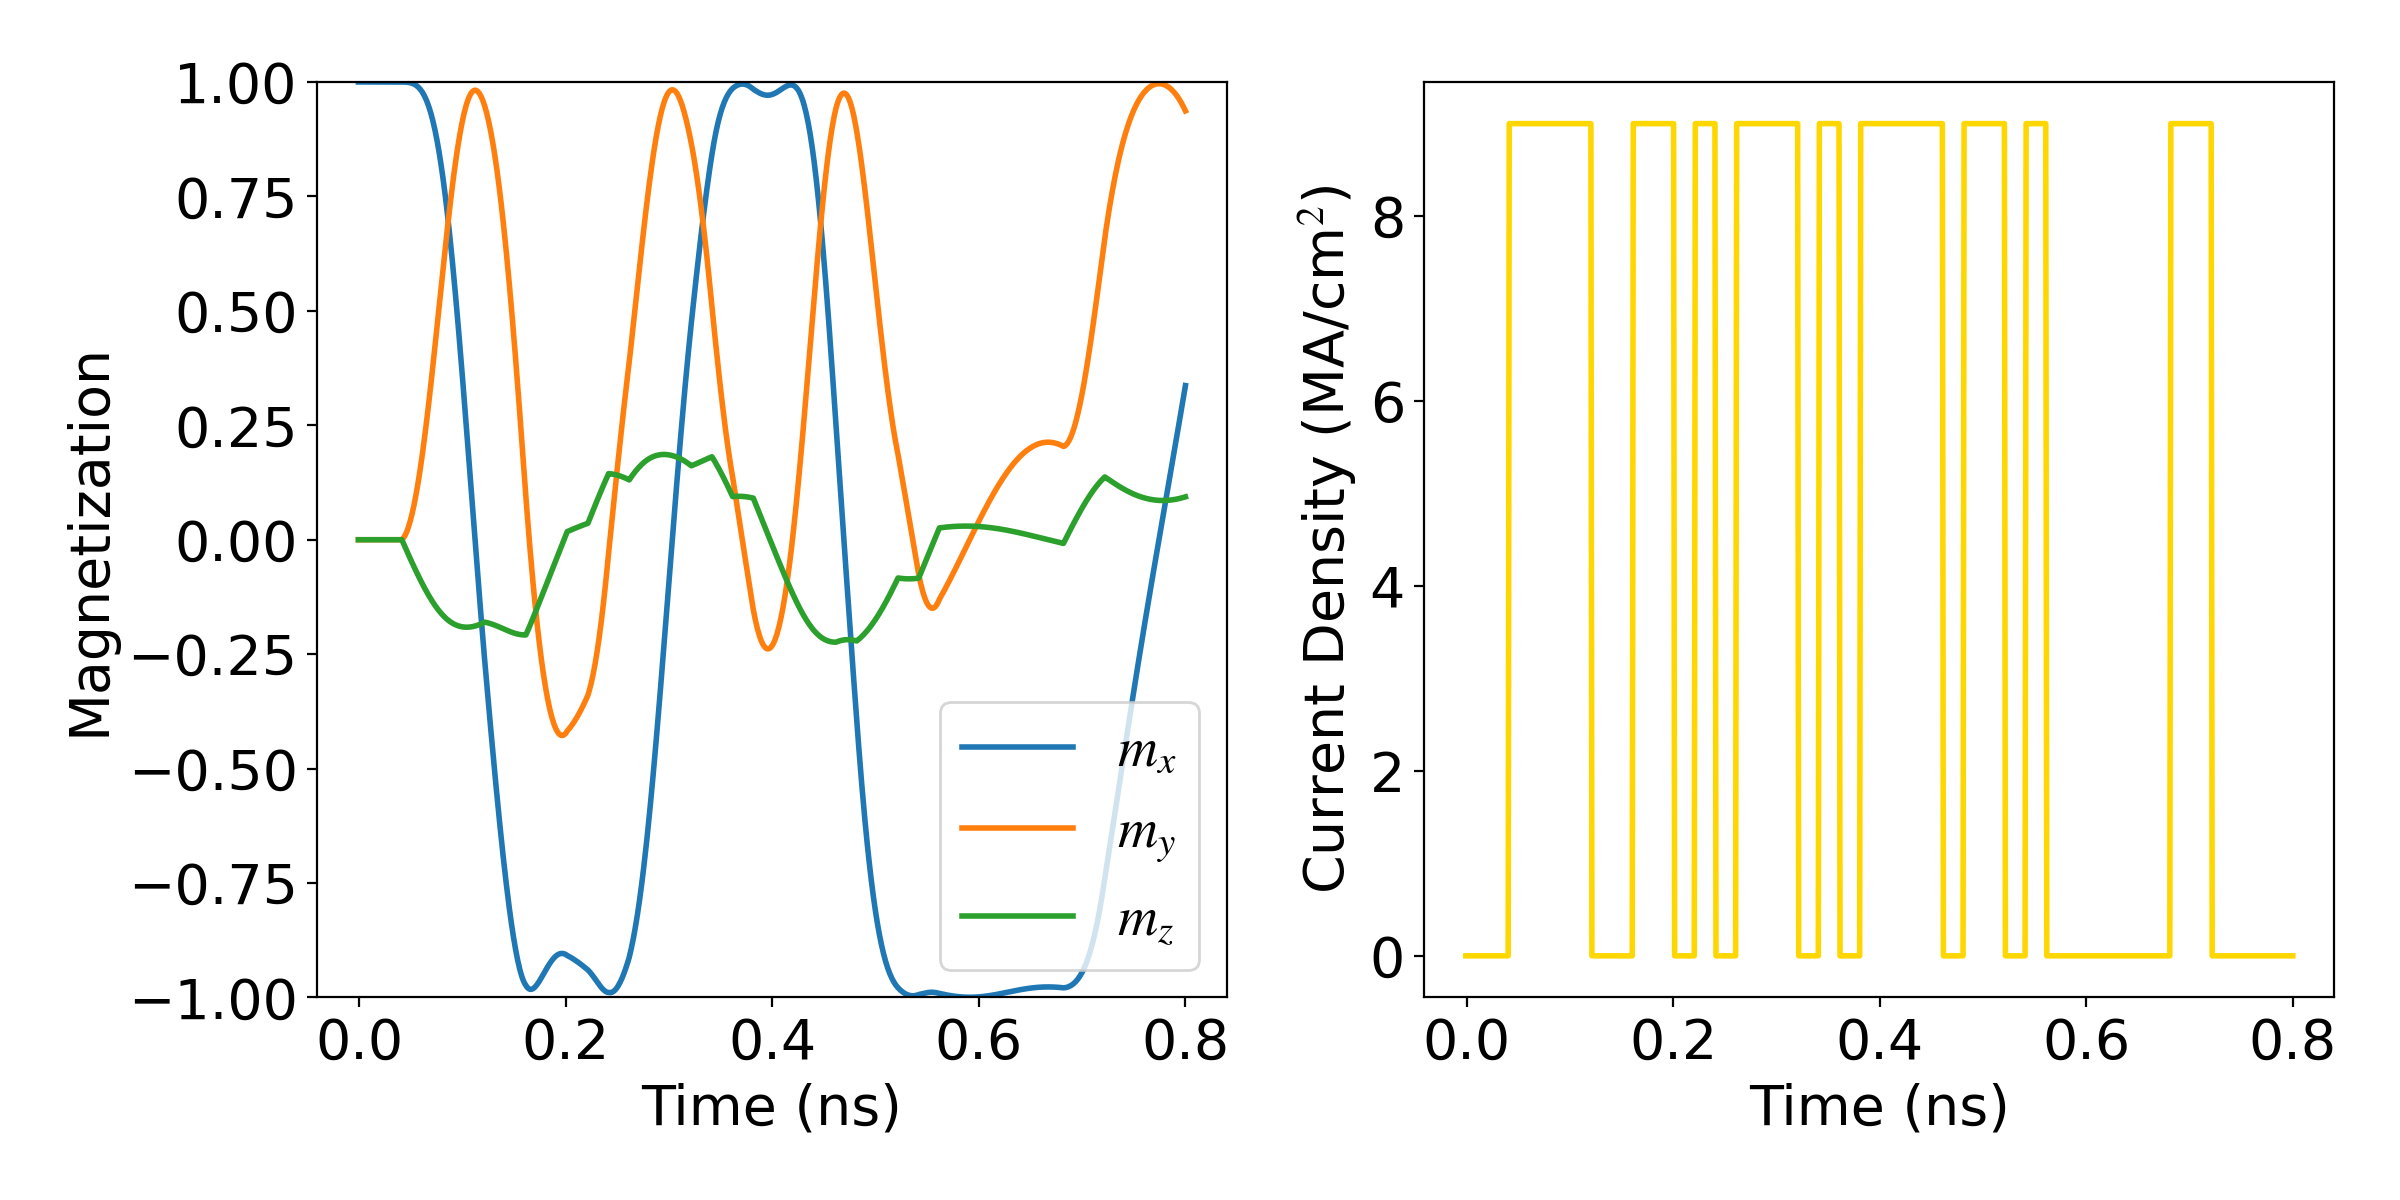 1.00
0.75
0.50
0.25
0.00
−0.25
−0.50
−0.75
−1.00
Magnetization
0.0 0.2 0.4 0.6 0.8
Time (ns)
m_x
m_y
m_z
8
6
4
2
0
Current Density (MA/cm²)
0.0 0.2 0.4 0.6 0.8
Time (ns)